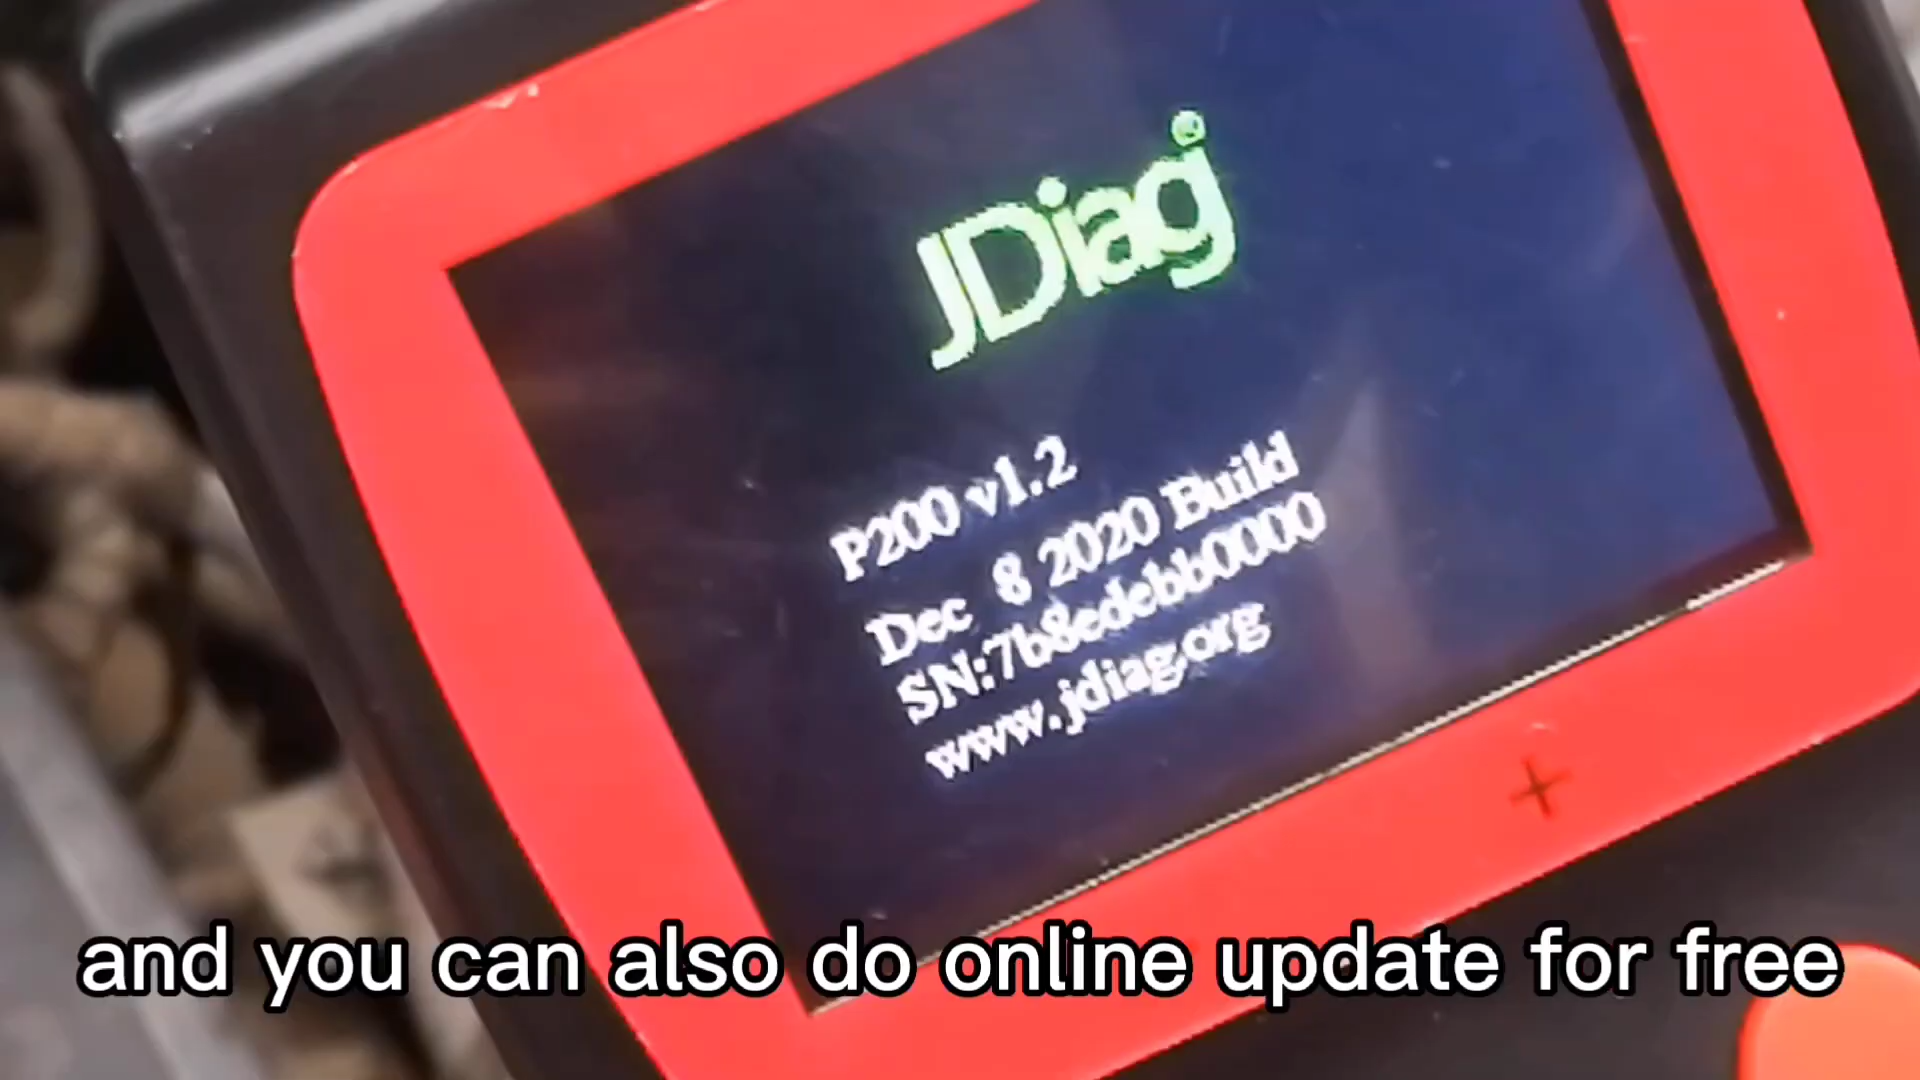 JDiag®
P200 v1.2
Dec 8 2020 Build
SN:7b8edebb0000
www.jdiag.org
and you can also do online update for free